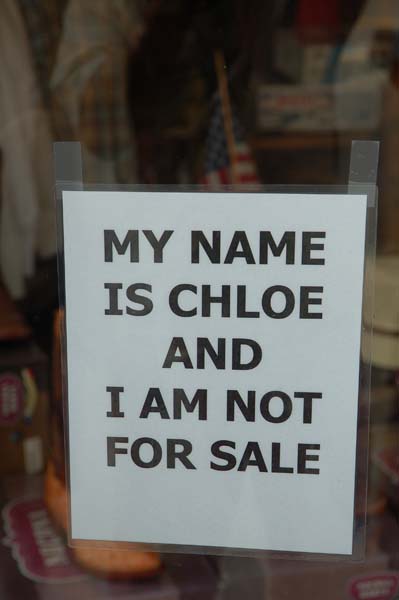 MY NAME
IS CHLOE
AND
I AM NOT
FOR SALE